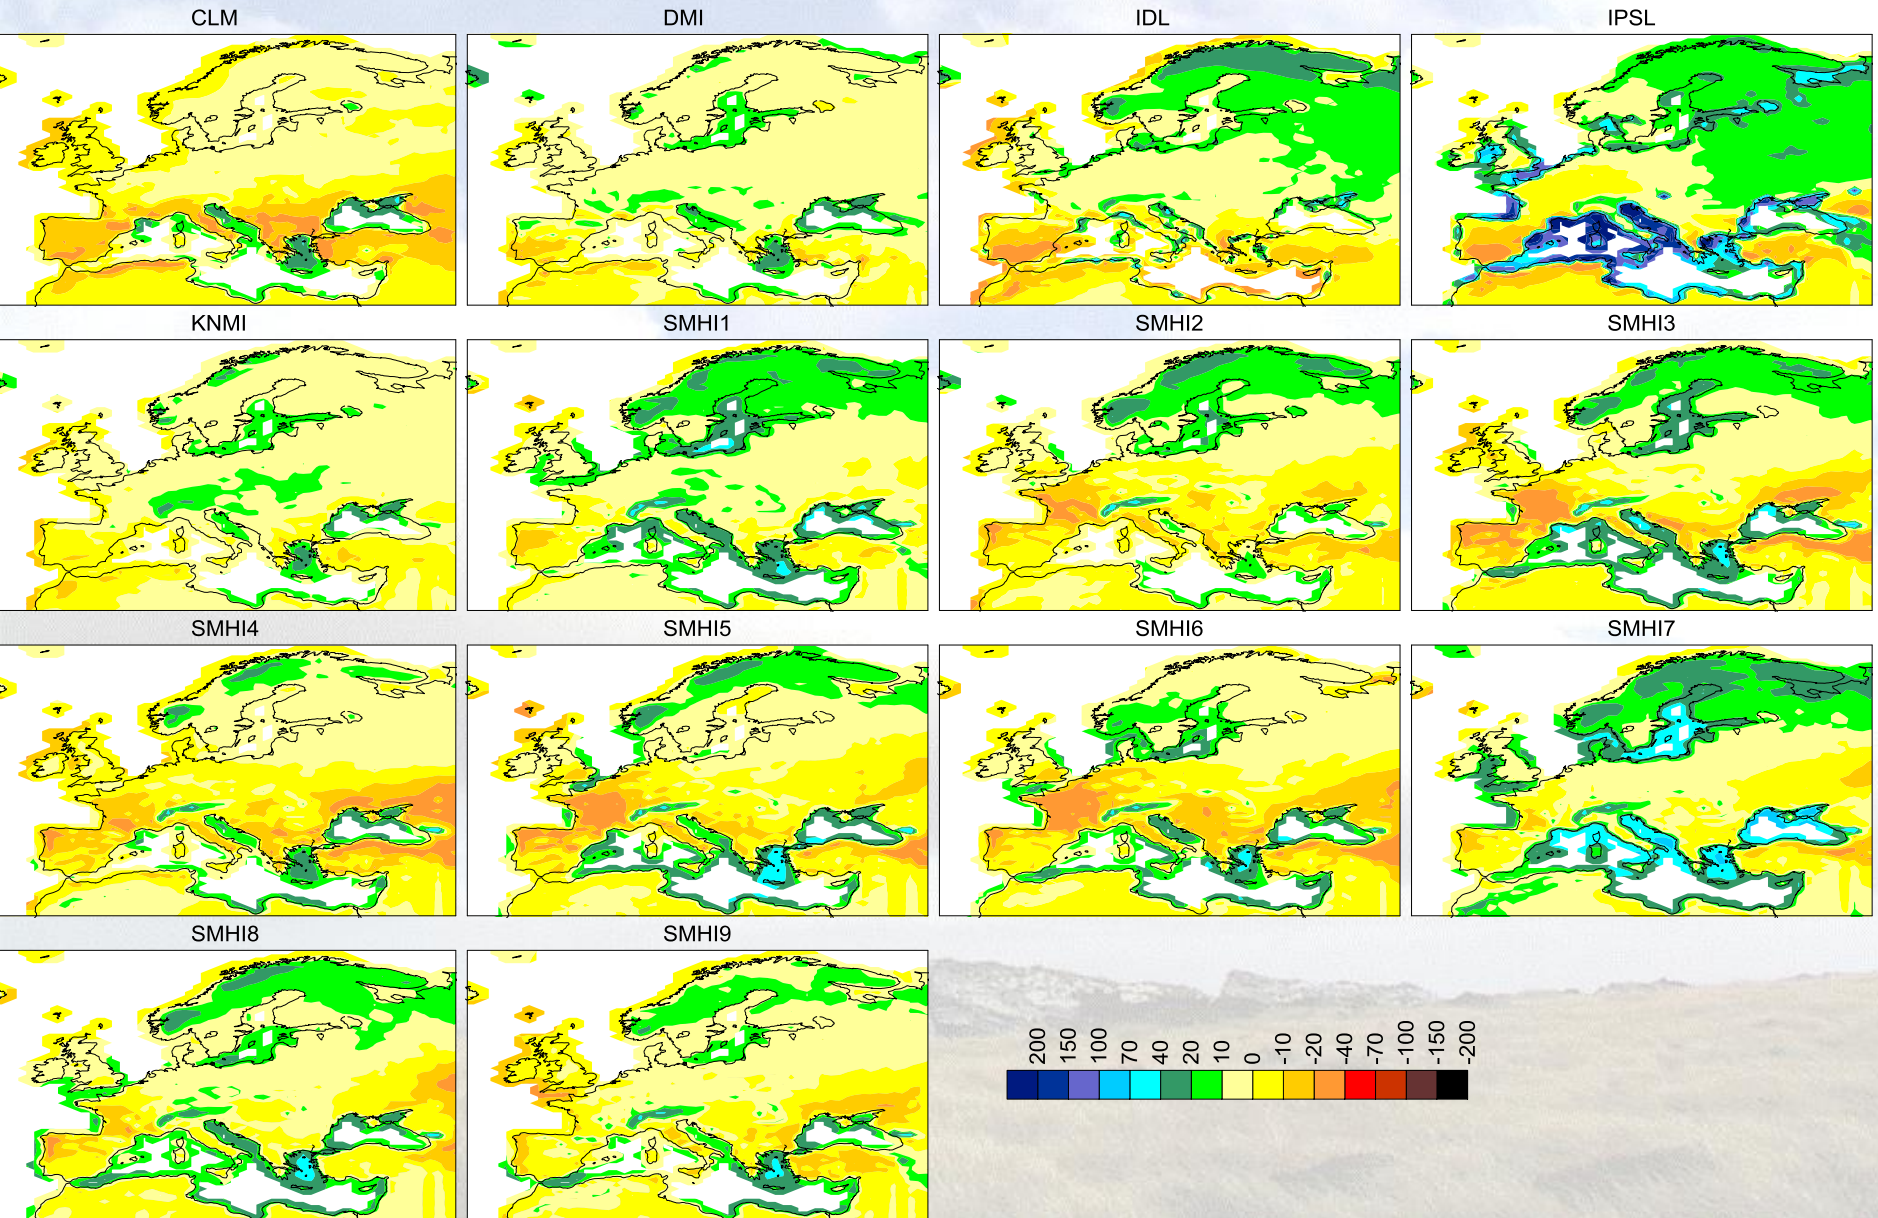 CLM DMI IDL IPSL
KNMI SMHI1 SMHI2 SMHI3
SMHI4 SMHI5 SMHI6 SMHI7
SMHI8 SMHI9
200 150 100 70 40 20 10 0 -10 -20 -40 -70 -100 -150 -200